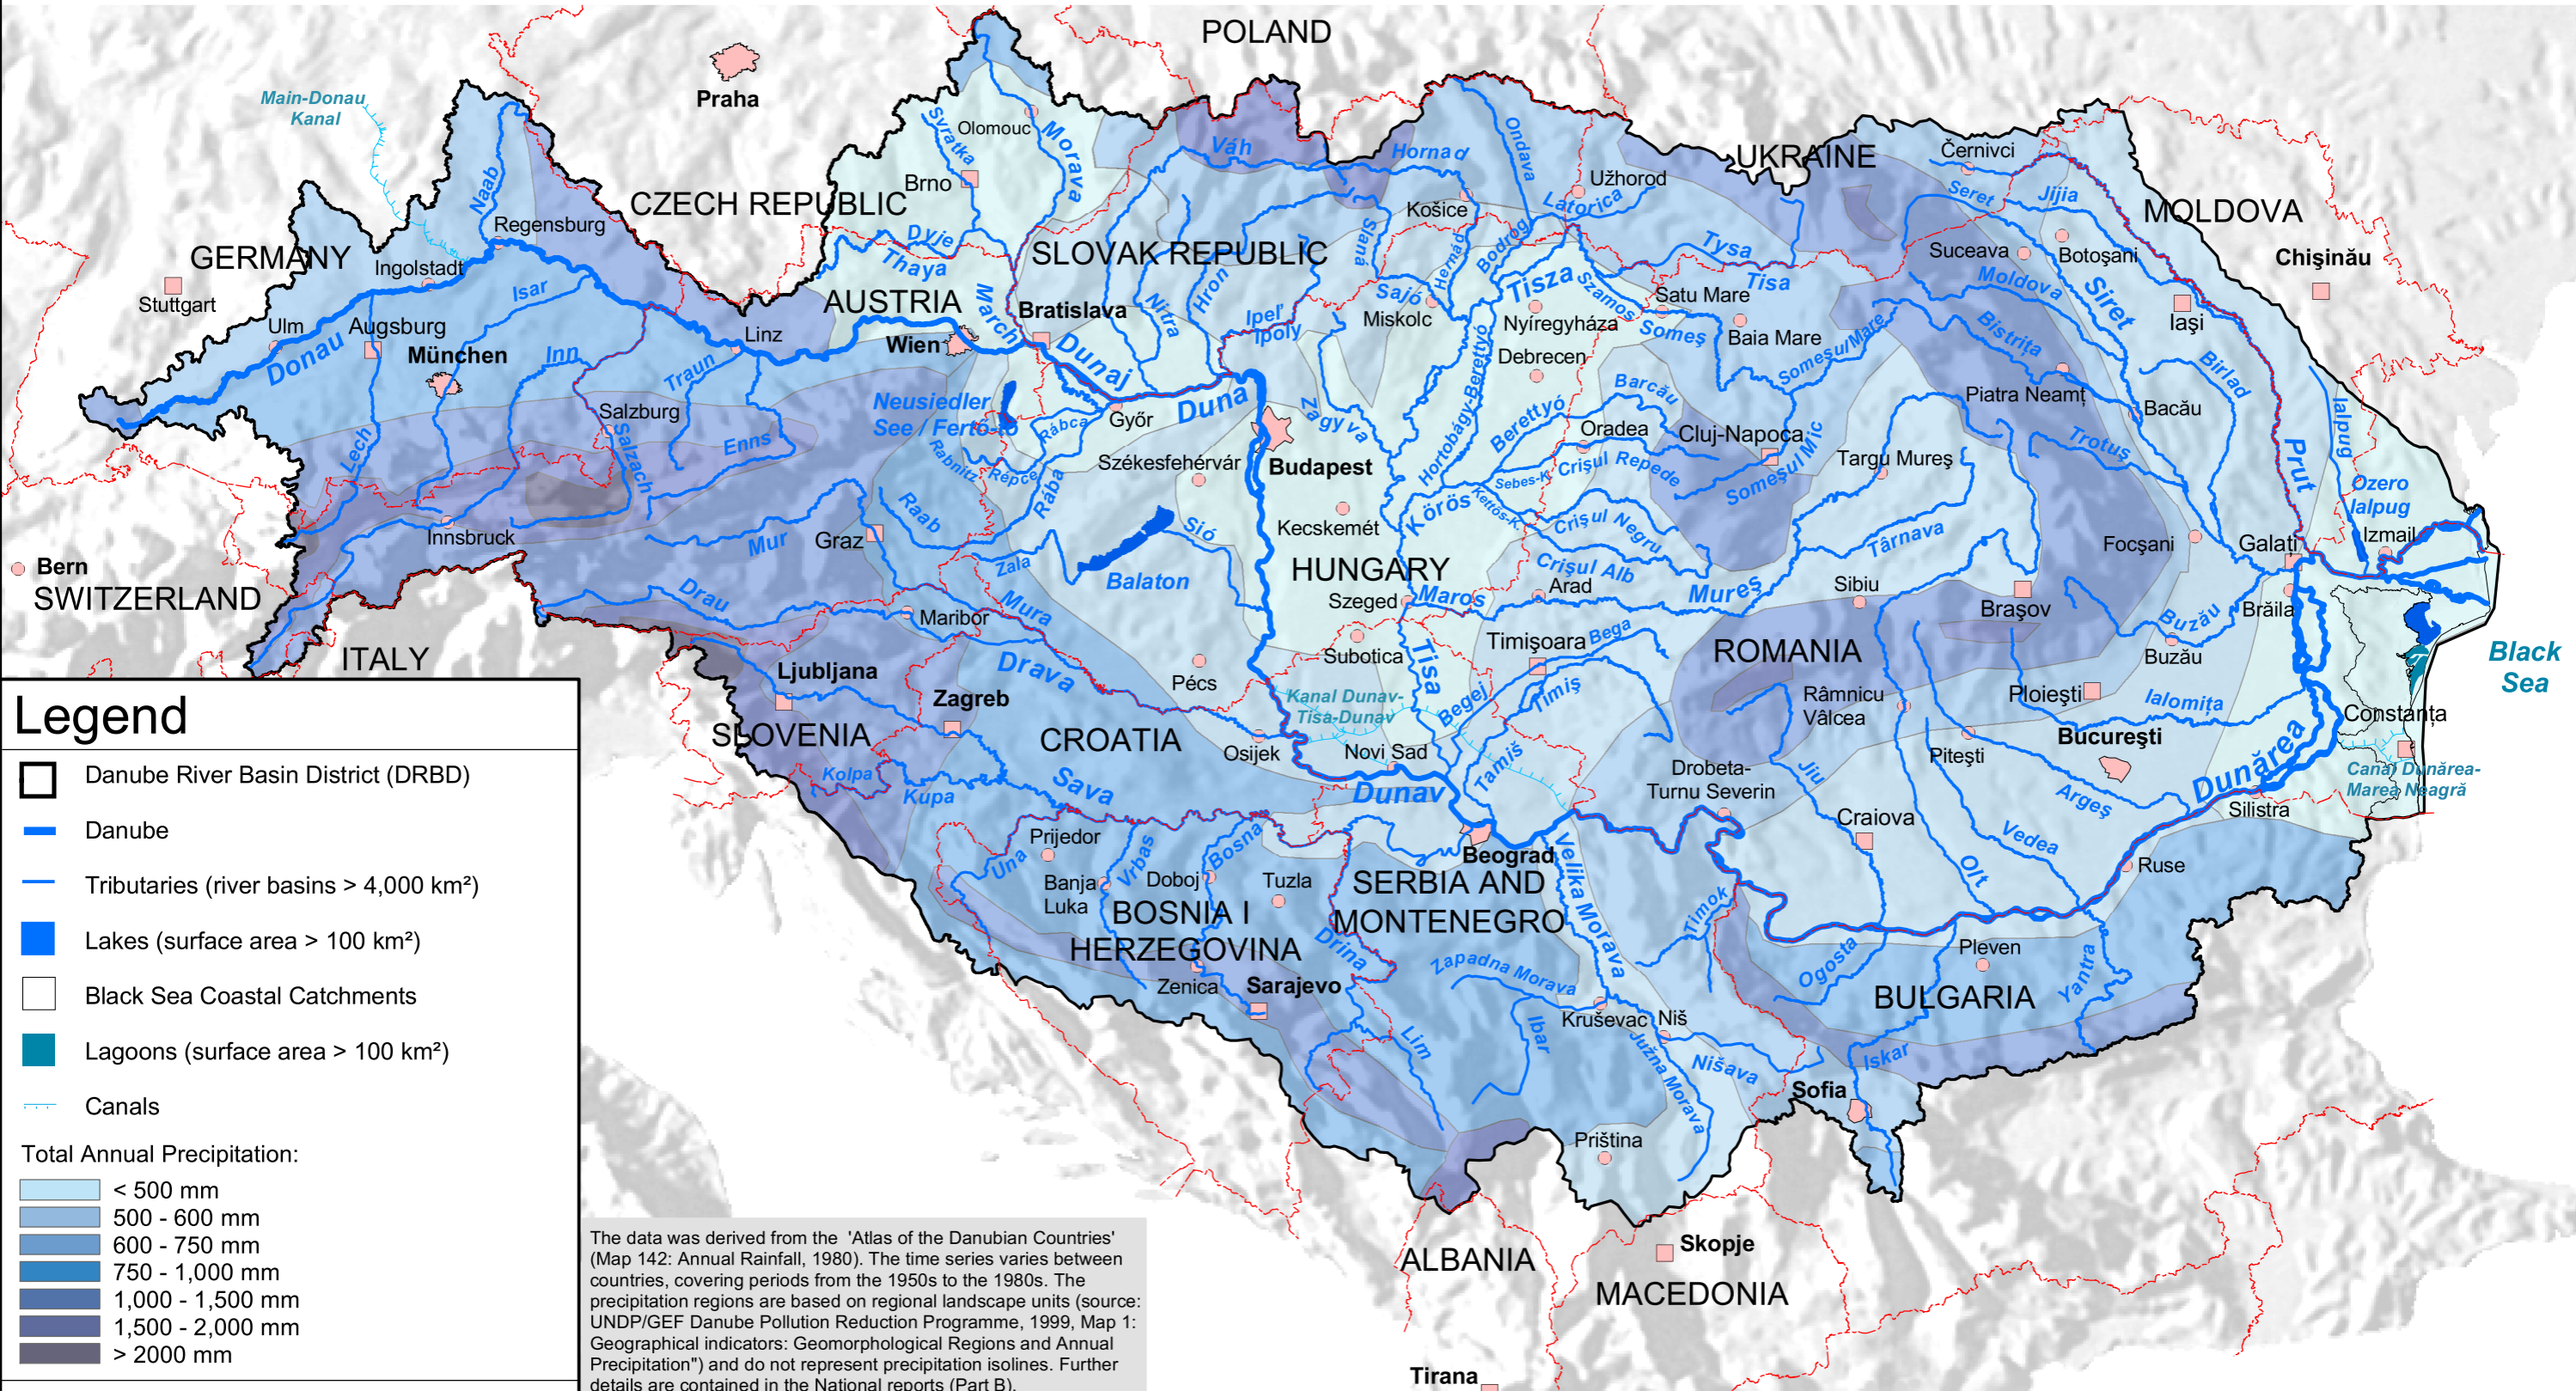 POLAND
Praha
Main-Donau
Kanal
Olomouc
Svratka
Morava
Brno
CZECH REPUBLIC
Naab
Regensburg
GERMANY
Ingolstadt
Stuttgart
Isar
Ulm
Augsburg
München
Donau
Inn
Linz
Traun
Salzburg
Salzach
Lech
Enns
Innsbruck
Bern
SWITZERLAND
ITALY
Dyje
Thaya
AUSTRIA
March
Wien
Bratislava
Dunaj
Duna
SLOVAK REPUBLIC
Váh
Nitra
Hron
Ipel'
Ipoly
Hornad
Košice
Slaná
Hernád
Bodrog
Ondava
Latorica
Užhorod
UKRAINE
Černivci
Seret
Jijia
MOLDOVA
Chişinău
Suceava
Botoşani
Moldova
Siret
Iaşi
Bistriţa
Birlad
Prut
Ialpug
Ozero
Ialpug
Izmail
Piatra Neamţ
Bacău
Trotuş
Focşani
Galaţi
Brăila
Buzău
Buzău
Black
Sea
Tysa
Tisa
Tisza
Szamos
Someş
Satu Mare
Baia Mare
Someşu/Mare
Sajó
Miskolc
Nyíregyháza
Debrecen
Hortobágy-Berettyó
Berettyó
Barcău
Oradea
Cluj-Napoca
Someşul Mic
Crişul Repede
Sebes-K.
Kettös-K.
Körös
Crişul Negru
Crişul Alb
Targu Mureş
Târnava
Arad
Mureş
Maros
Sibiu
Braşov
Neusiedler
See / Fertő-tó
Rabnitz
Rábca
Répce
Rába
Győr
Székesfehérvár
Budapest
Zagyva
Kecskemét
HUNGARY
Szeged
Subotica
Raab
Graz
Mur
Zala
Sió
Balaton
Drau
Maribor
Mura
Drava
Pécs
Ljubljana
SLOVENIA
Zagreb
Kolpa
Kupa
CROATIA
Sava
Osijek
Kanal Dunav-
Tisa-Dunav
Tisa
Novi Sad
Dunav
Timişoara
Bega
Begej
Timiş
Tamiš
ROMANIA
Râmnicu
Vâlcea
Ploieşti
Ialomiţa
Piteşti
Bucureşti
Argeş
Vedea
Olt
Jiu
Craiova
Drobeta-
Turnu Severin
Dunărea
Constanţa
Canal Dunărea-
Marea Neagră
Silistra
Ruse
Prijedor
Una
Banja
Luka
Vrbas
Doboj
Bosna
Tuzla
BOSNIA I
HERZEGOVINA
Zenica
Sarajevo
Drina
Lim
Beograd
SERBIA AND
MONTENEGRO
Velika Morava
Zapadna Morava
Ibar
Kruševac
Niš
Južna Morava
Nišava
Priština
Timok
Ogosta
Pleven
BULGARIA
Yantra
Iskar
Sofia
Skopje
ALBANIA
MACEDONIA
Tirana
Legend
Danube River Basin District (DRBD)
Danube
Tributaries (river basins > 4,000 km²)
Lakes (surface area > 100 km²)
Black Sea Coastal Catchments
Lagoons (surface area > 100 km²)
Canals
Total Annual Precipitation:
< 500 mm
500 - 600 mm
600 - 750 mm
750 - 1,000 mm
1,000 - 1,500 mm
1,500 - 2,000 mm
> 2000 mm
The data was derived from the 'Atlas of the Danubian Countries'
(Map 142: Annual Rainfall, 1980). The time series varies between
countries, covering periods from the 1950s to the 1980s. The
precipitation regions are based on regional landscape units (source:
UNDP/GEF Danube Pollution Reduction Programme, 1999, Map 1:
Geographical indicators: Geomorphological Regions and Annual
Precipitation") and do not represent precipitation isolines. Further
details are contained in the National reports (Part B).